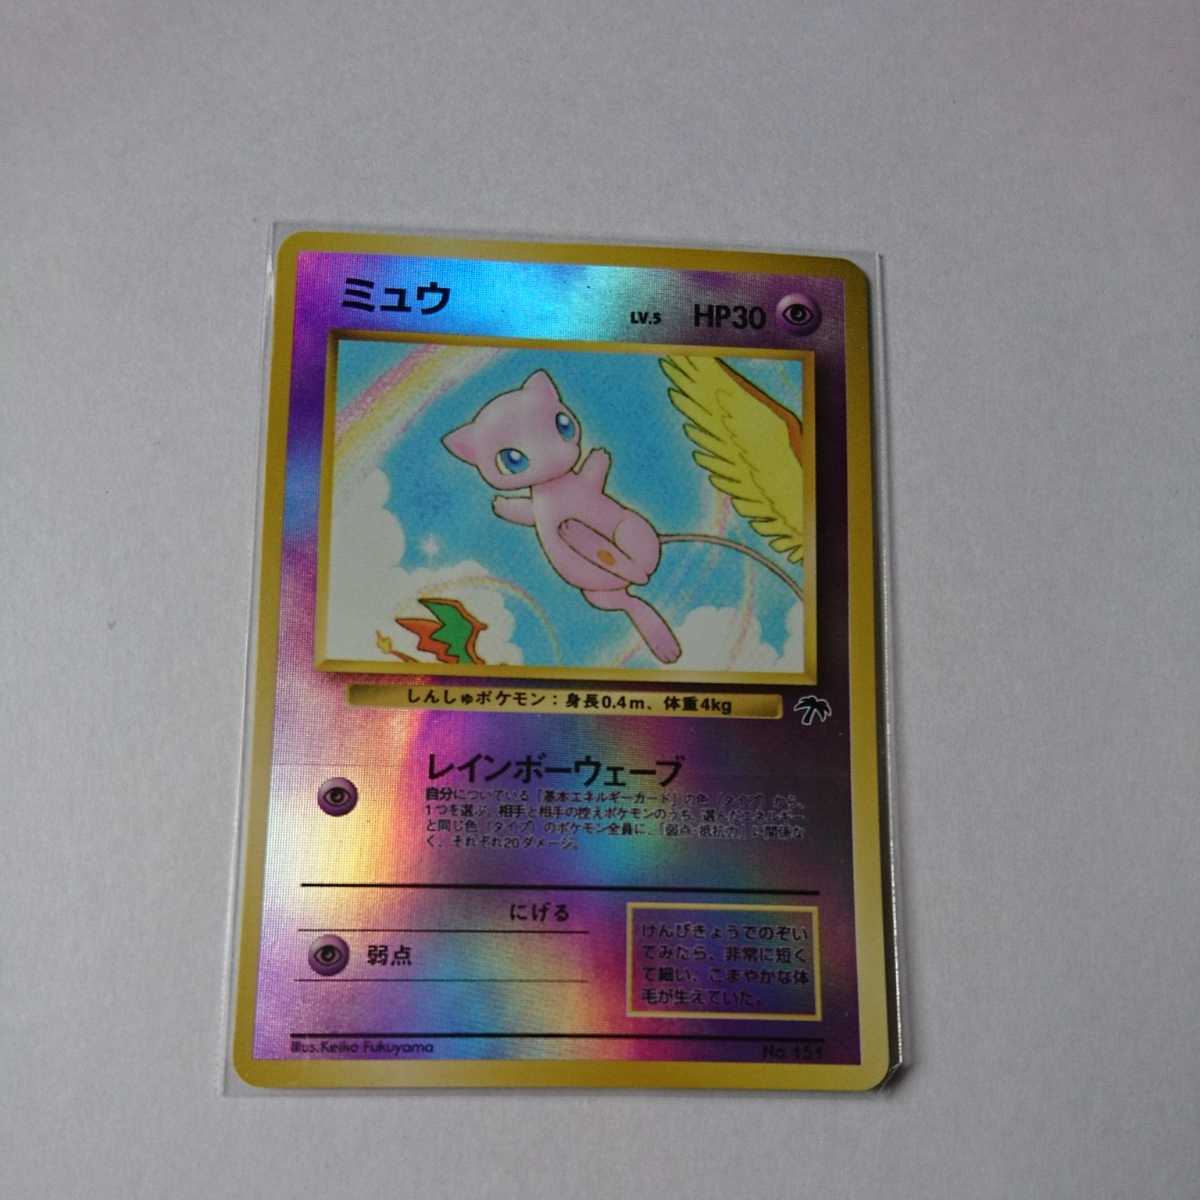 ミュウ
LV.5 HP30
しんしゅポケモン：身長0.4m、体重4kg
レインボーウェーブ
自分についている「基本エネルギーカード」の色「タイプ」から、
1つを選ぶ。相手と相手の控えポケモンのうち、選んだエネルギー
と同じ色「タイプ」のポケモン全員に、「弱点・抵抗力」に関係な
く、それぞれ20ダメージ。
にげる
弱点
けんびきょうでのぞい
てみたら、非常に短く
て細い、こまやかな体
毛が生えていた。
Illus.Keiko Fukuyama
No.151